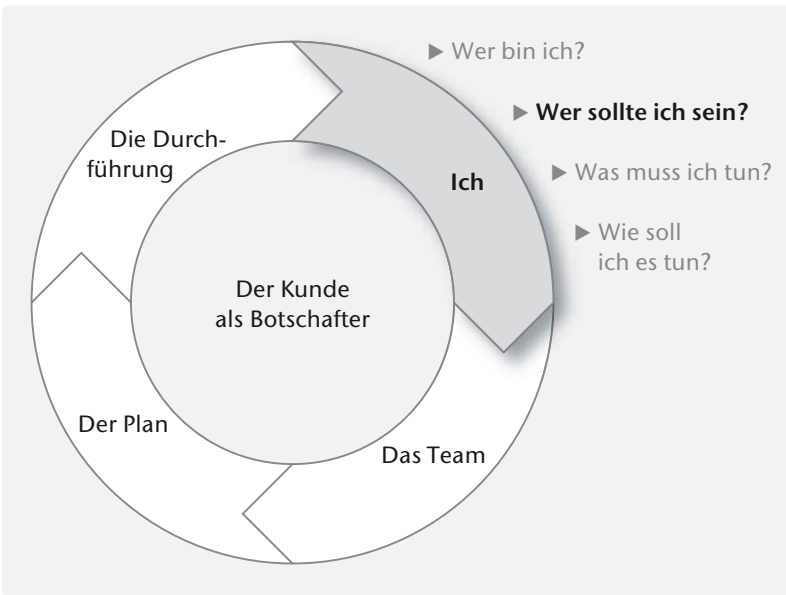 ▶ Wer bin ich?
▶ Wer sollte ich sein?
▶ Was muss ich tun?
▶ Wie soll
ich es tun?
Ich
Das Team
Der Plan
Die Durch-
führung
Der Kunde
als Botschafter